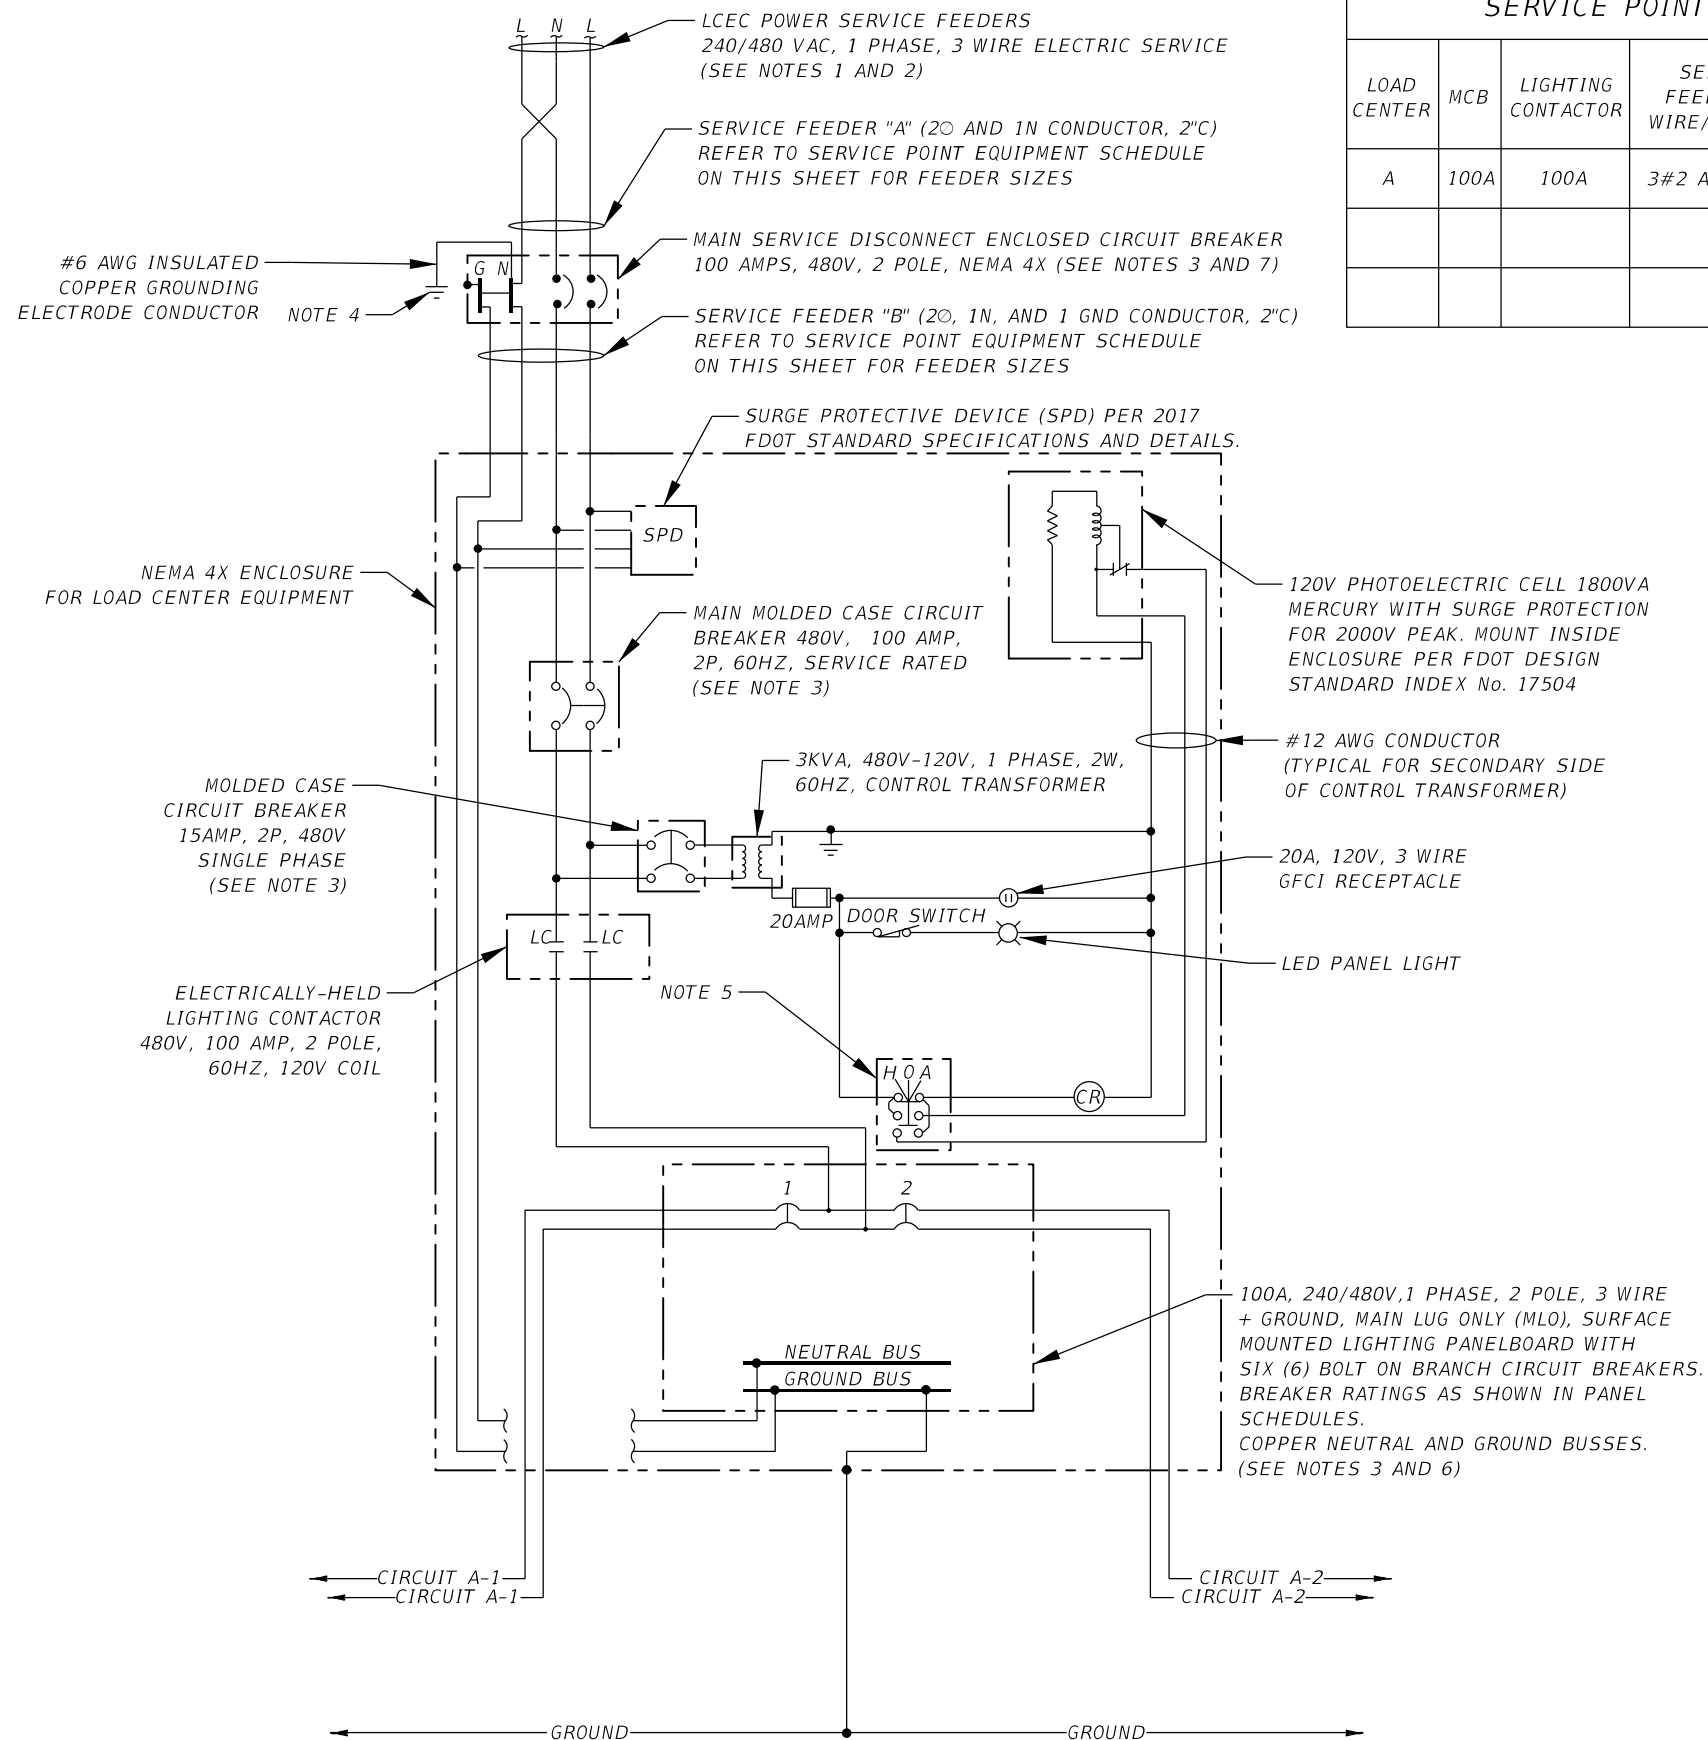 L N L
LCEC POWER SERVICE FEEDERS
240/480 VAC, 1 PHASE, 3 WIRE ELECTRIC SERVICE
(SEE NOTES 1 AND 2)
SERVICE FEEDER "A" (2∅ AND 1N CONDUCTOR, 2"C)
REFER TO SERVICE POINT EQUIPMENT SCHEDULE
ON THIS SHEET FOR FEEDER SIZES
MAIN SERVICE DISCONNECT ENCLOSED CIRCUIT BREAKER
100 AMPS, 480V, 2 POLE, NEMA 4X (SEE NOTES 3 AND 7)
#6 AWG INSULATED
COPPER GROUNDING
ELECTRODE CONDUCTOR
NOTE 4
G N
SERVICE FEEDER "B" (2∅, 1N, AND 1 GND CONDUCTOR, 2"C)
REFER TO SERVICE POINT EQUIPMENT SCHEDULE
ON THIS SHEET FOR FEEDER SIZES
SERVICE POINT
LOAD
CENTER
MCB
LIGHTING
CONTACTOR
WIRE/
A
100A
100A
3#2
SURGE PROTECTIVE DEVICE (SPD) PER 2017
FDOT STANDARD SPECIFICATIONS AND DETAILS.
SPD
NEMA 4X ENCLOSURE
FOR LOAD CENTER EQUIPMENT
120V PHOTOELECTRIC CELL 1800VA
MERCURY WITH SURGE PROTECTION
FOR 2000V PEAK. MOUNT INSIDE
ENCLOSURE PER FDOT DESIGN
STANDARD INDEX No. 17504
MAIN MOLDED CASE CIRCUIT
BREAKER 480V, 100 AMP,
2P, 60HZ, SERVICE RATED
(SEE NOTE 3)
#12 AWG CONDUCTOR
(TYPICAL FOR SECONDARY SIDE
OF CONTROL TRANSFORMER)
3KVA, 480V-120V, 1 PHASE, 2W,
60HZ, CONTROL TRANSFORMER
MOLDED CASE
CIRCUIT BREAKER
15AMP, 2P, 480V
SINGLE PHASE
(SEE NOTE 3)
20A, 120V, 3 WIRE
GFCI RECEPTACLE
20AMP
DOOR SWITCH
LED PANEL LIGHT
LC
LC
ELECTRICALLY-HELD
LIGHTING CONTACTOR
480V, 100 AMP, 2 POLE,
60HZ, 120V COIL
NOTE 5
H O A
CR
1
2
NEUTRAL BUS
GROUND BUS
100A, 240/480V,1 PHASE, 2 POLE, 3 WIRE
+ GROUND, MAIN LUG ONLY (MLO), SURFACE
MOUNTED LIGHTING PANELBOARD WITH
SIX (6) BOLT ON BRANCH CIRCUIT BREAKERS.
BREAKER RATINGS AS SHOWN IN PANEL
SCHEDULES.
COPPER NEUTRAL AND GROUND BUSSES.
(SEE NOTES 3 AND 6)
CIRCUIT A-1
CIRCUIT A-1
CIRCUIT A-2
CIRCUIT A-2
GROUND
GROUND